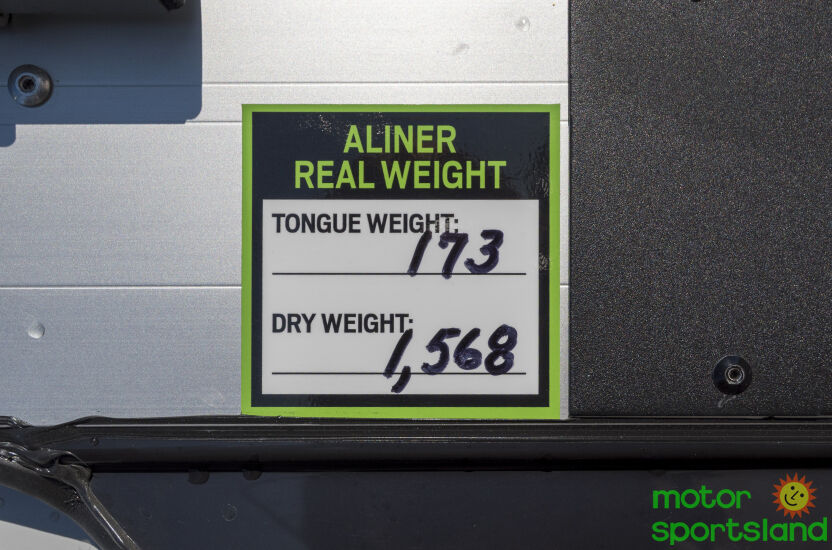 ALINER
REAL WEIGHT
TONGUE WEIGHT:
173
DRY WEIGHT:
1,568
motor
sportsland